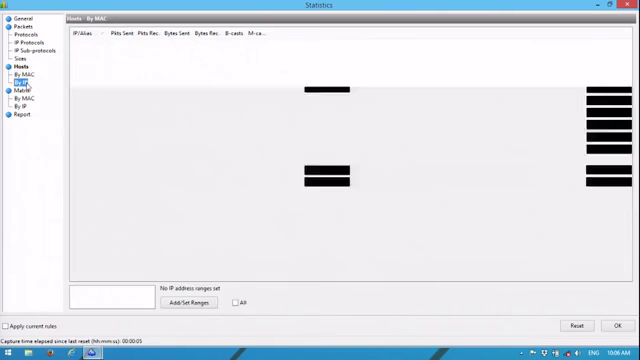 Statistics
General
Packets
Protocols
IP Protocols
IP Sub-protocols
Sizes
Hosts
By MAC
By IP
Matrix
By MAC
By IP
Report
Hosts - By MAC
IP/Alias / Pkts Sent Pkts Rec. Bytes Sent Bytes Rec. B-casts M-ca...
No IP address ranges set
Add/Set Ranges
All
Apply current rules
Reset
OK
Capture time elapsed since last reset (hh:mm:ss): 00:00:05
ENG
10:06 AM